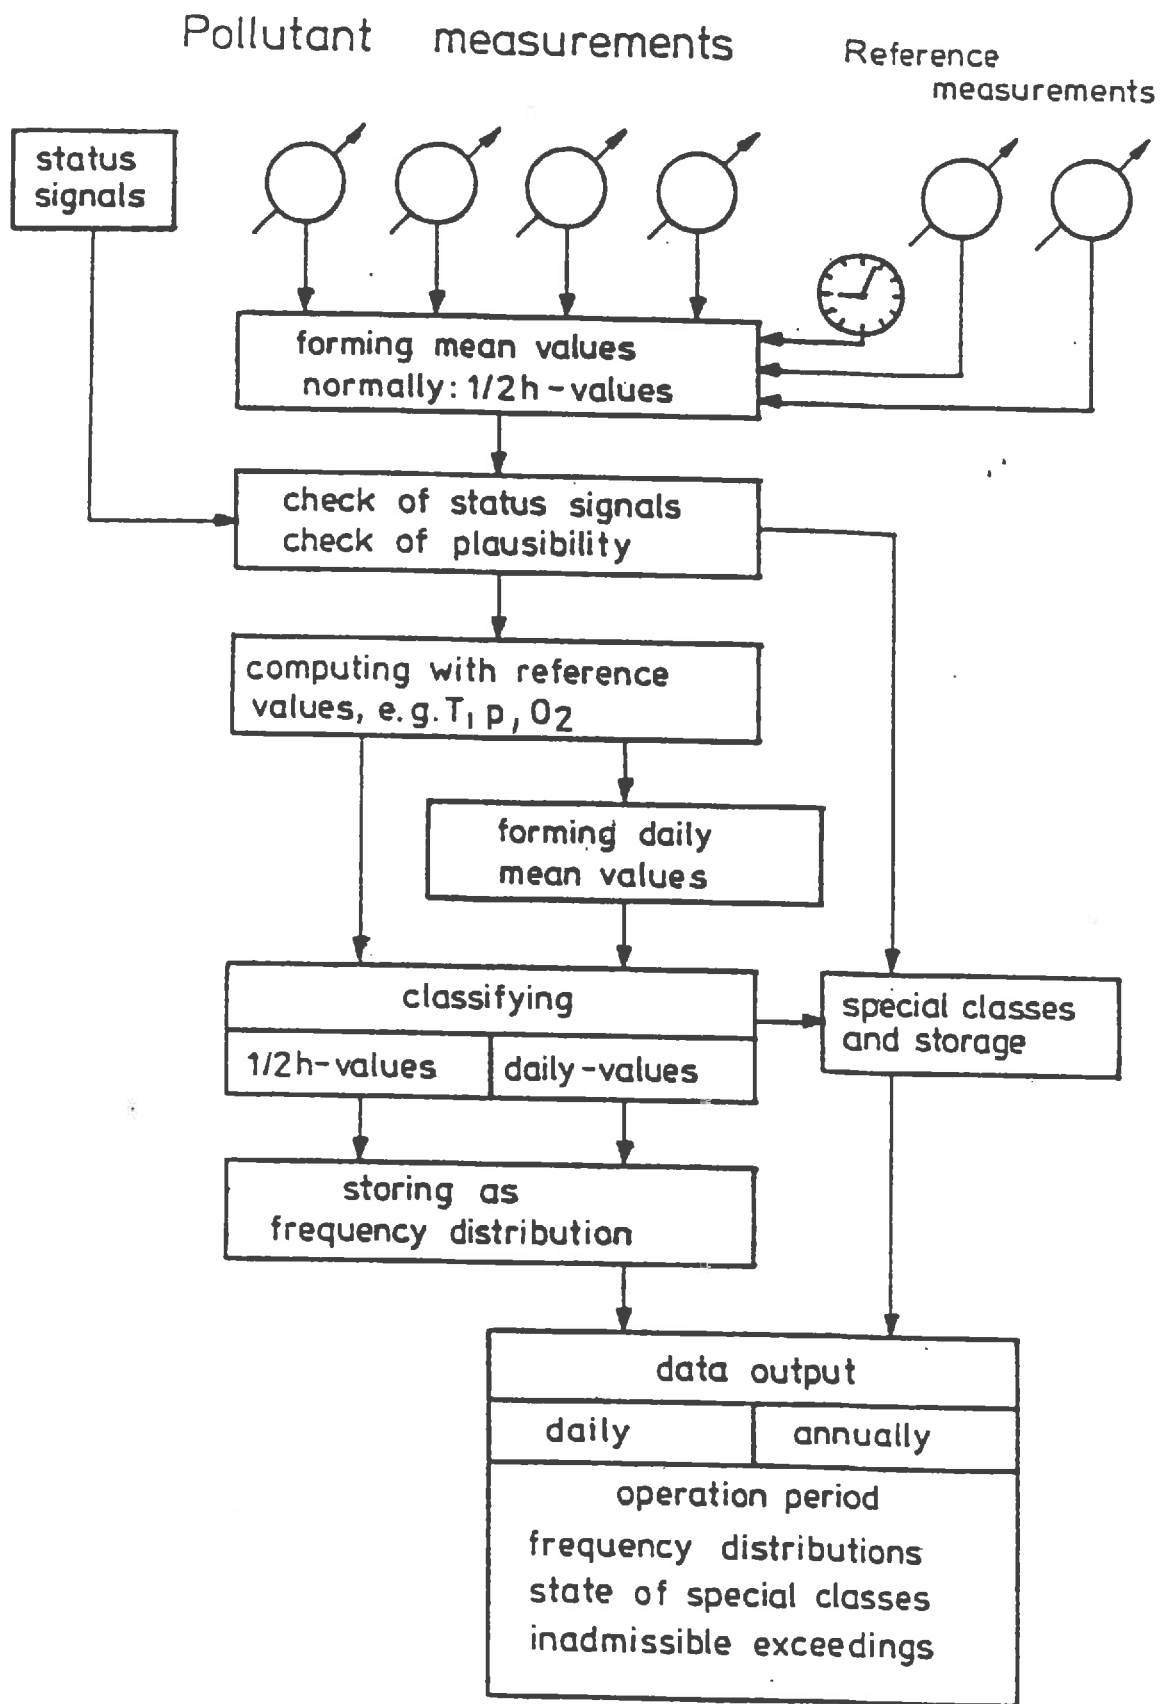 Pollutant measurements
Reference
measurements
status
signals
forming mean values
normally: 1/2h-values
check of status signals
check of plausibility
computing with reference
values, e.g. T, p, O2
forming daily
mean values
classifying
1/2h-values
daily-values
special classes
and storage
storing as
frequency distribution
data output
daily
annually
operation period
frequency distributions
state of special classes
inadmissible exceedings